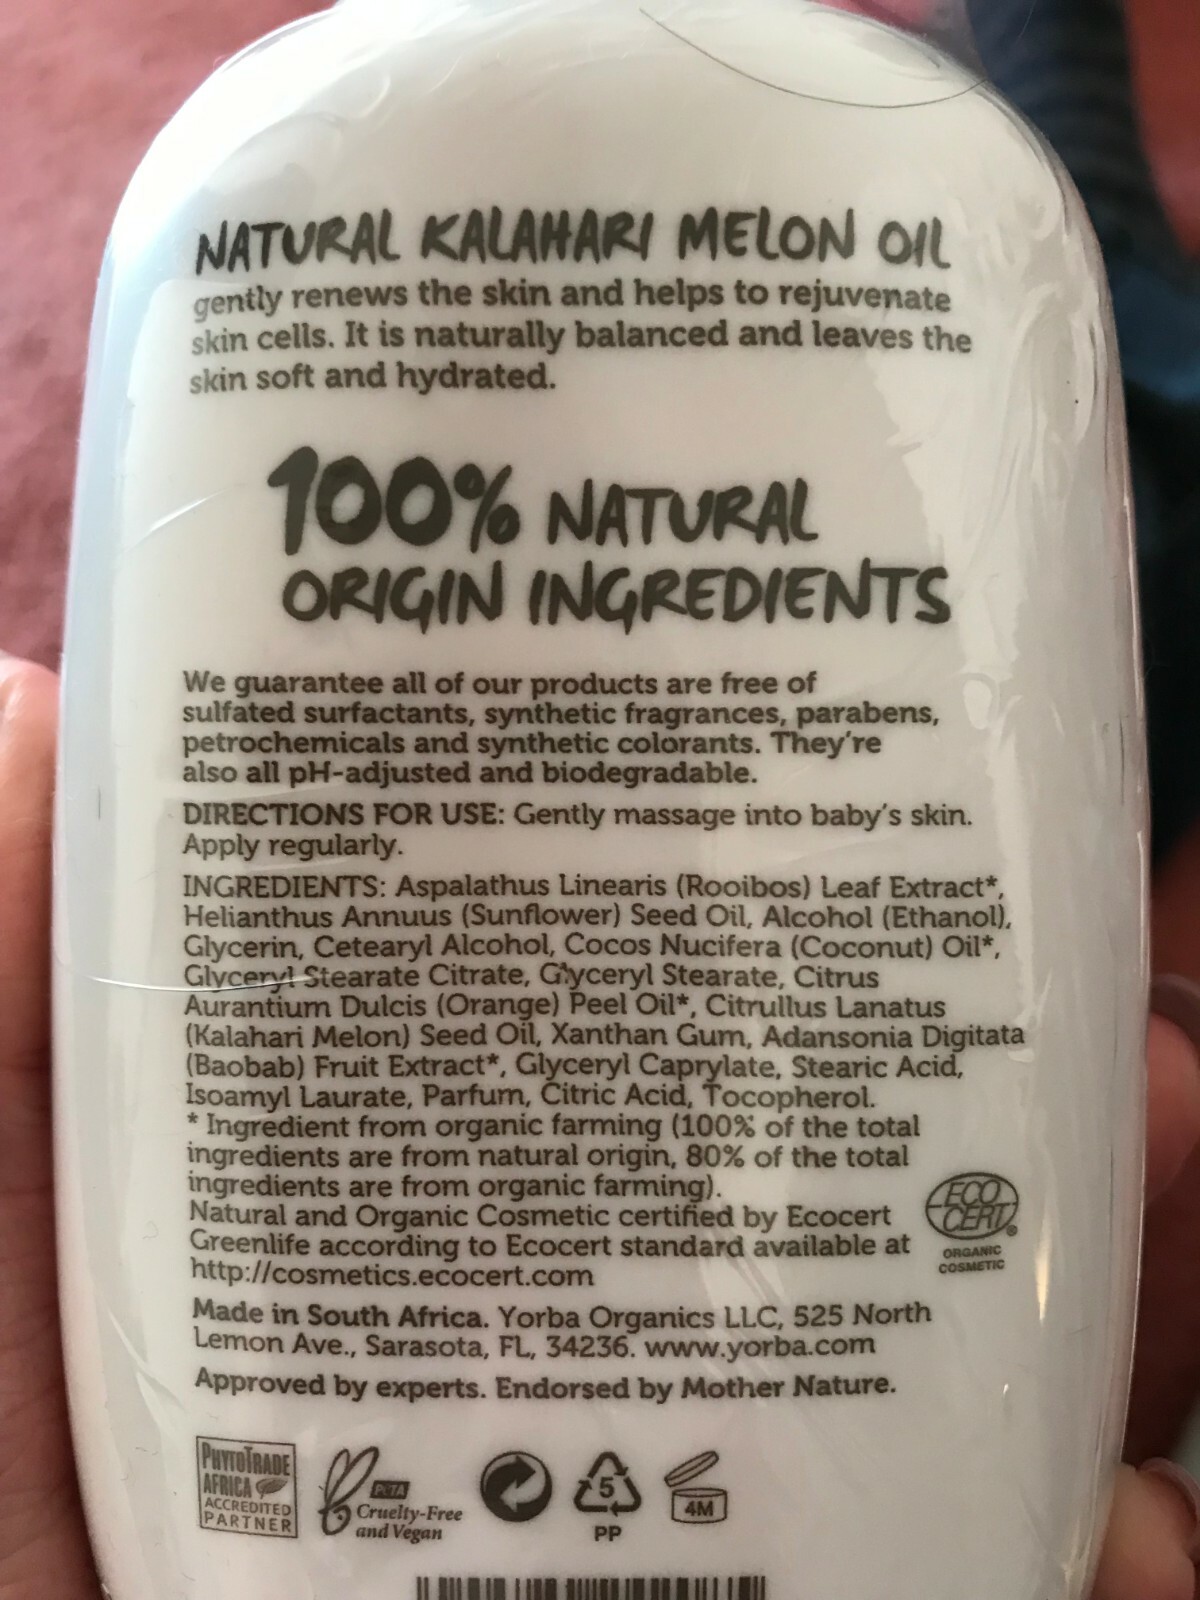 NATURAL KALAHARI MELON OIL
gently renews the skin and helps to rejuvenate
skin cells. It is naturally balanced and leaves the
skin soft and hydrated.
100% NATURAL
ORIGIN INGREDIENTS
We guarantee all of our products are free of
sulfated surfactants, synthetic fragrances, parabens,
petrochemicals and synthetic colorants. They're
also all pH-adjusted and biodegradable.
DIRECTIONS FOR USE: Gently massage into baby's skin.
Apply regularly.
INGREDIENTS: Aspalathus Linearis (Rooibos) Leaf Extract*,
Helianthus Annuus (Sunflower) Seed Oil, Alcohol (Ethanol),
Glycerin, Cetearyl Alcohol, Cocos Nucifera (Coconut) Oil*,
Glyceryl Stearate Citrate, Glyceryl Stearate, Citrus
Aurantium Dulcis (Orange) Peel Oil*, Citrullus Lanatus
(Kalahari Melon) Seed Oil, Xanthan Gum, Adansonia Digitata
(Baobab) Fruit Extract*, Glyceryl Caprylate, Stearic Acid,
Isoamyl Laurate, Parfum, Citric Acid, Tocopherol.
* Ingredient from organic farming (100% of the total
ingredients are from natural origin, 80% of the total
ingredients are from organic farming).
Natural and Organic Cosmetic certified by Ecocert
Greenlife according to Ecocert standard available at
http://cosmetics.ecocert.com
ECO
CERT®
ORGANIC
COSMETIC
Made in South Africa. Yorba Organics LLC, 525 North
Lemon Ave., Sarasota, FL, 34236. www.yorba.com
Approved by experts. Endorsed by Mother Nature.
PHYTOTRADE
AFRICA
ACCREDITED
PARTNER
PETA
Cruelty-Free
and Vegan
5
PP
4M